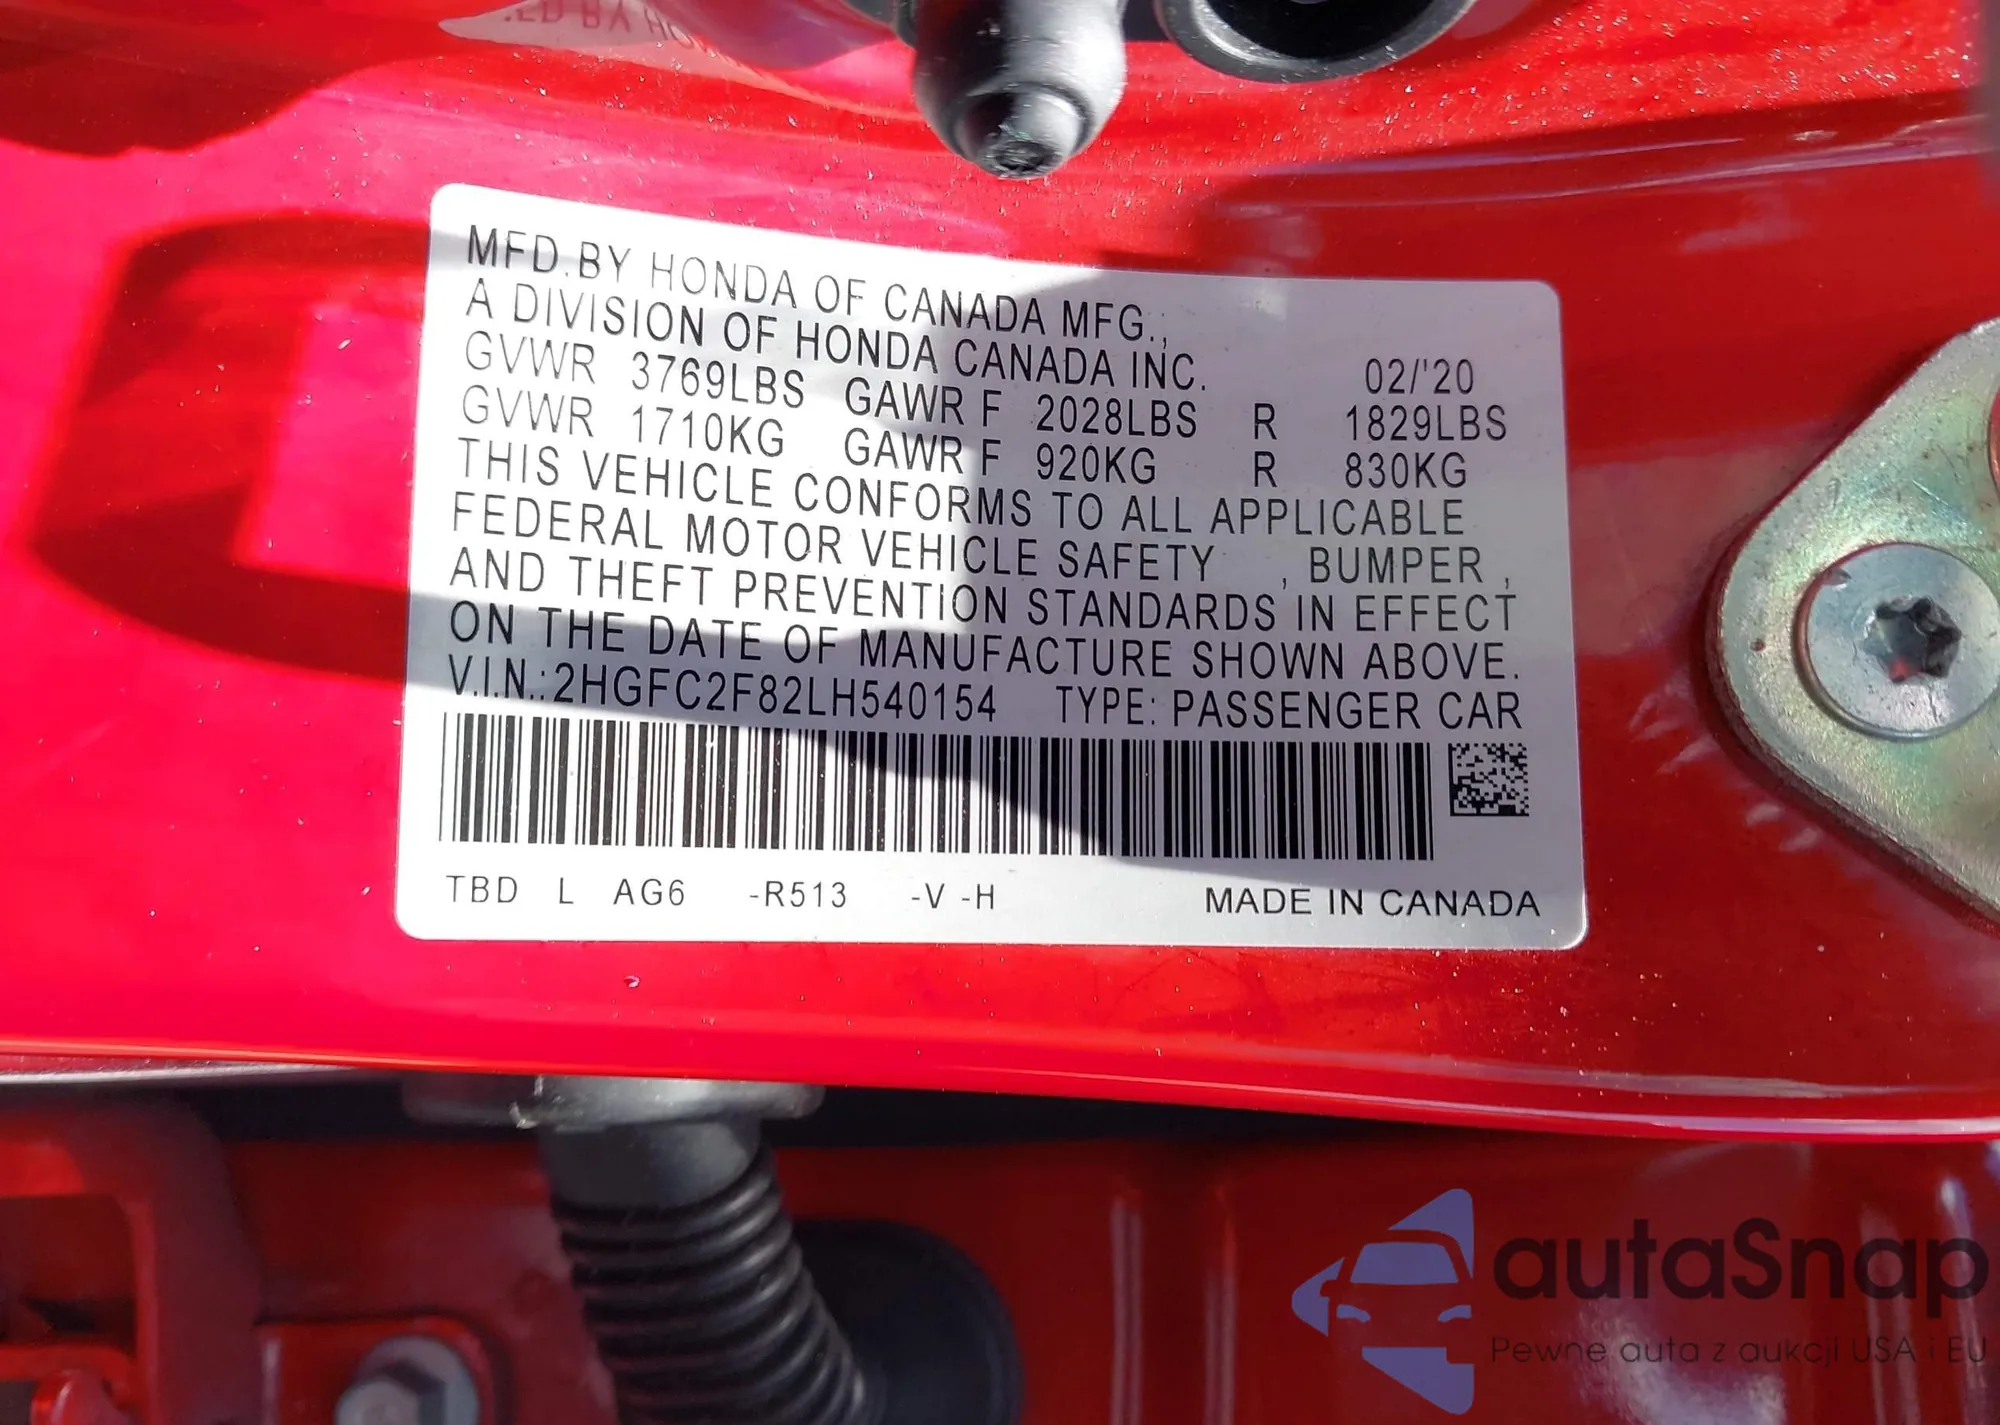 MFD.BY HONDA OF CANADA MFG.,
A DIVISION OF HONDA CANADA INC. 02/'20
GVWR 3769LBS GAWR F 2028LBS R 1829LBS
GVWR 1710KG GAWR F 920KG R 830KG
THIS VEHICLE CONFORMS TO ALL APPLICABLE
FEDERAL MOTOR VEHICLE SAFETY , BUMPER ,
AND THEFT PREVENTION STANDARDS IN EFFECT
ON THE DATE OF MANUFACTURE SHOWN ABOVE.
V.I.N.:2HGFC2F82LH540154 TYPE: PASSENGER CAR
TBD L AG6 -R513 -V -H MADE IN CANADA
autaSnap
Pewne auta z aukcji USA i EU